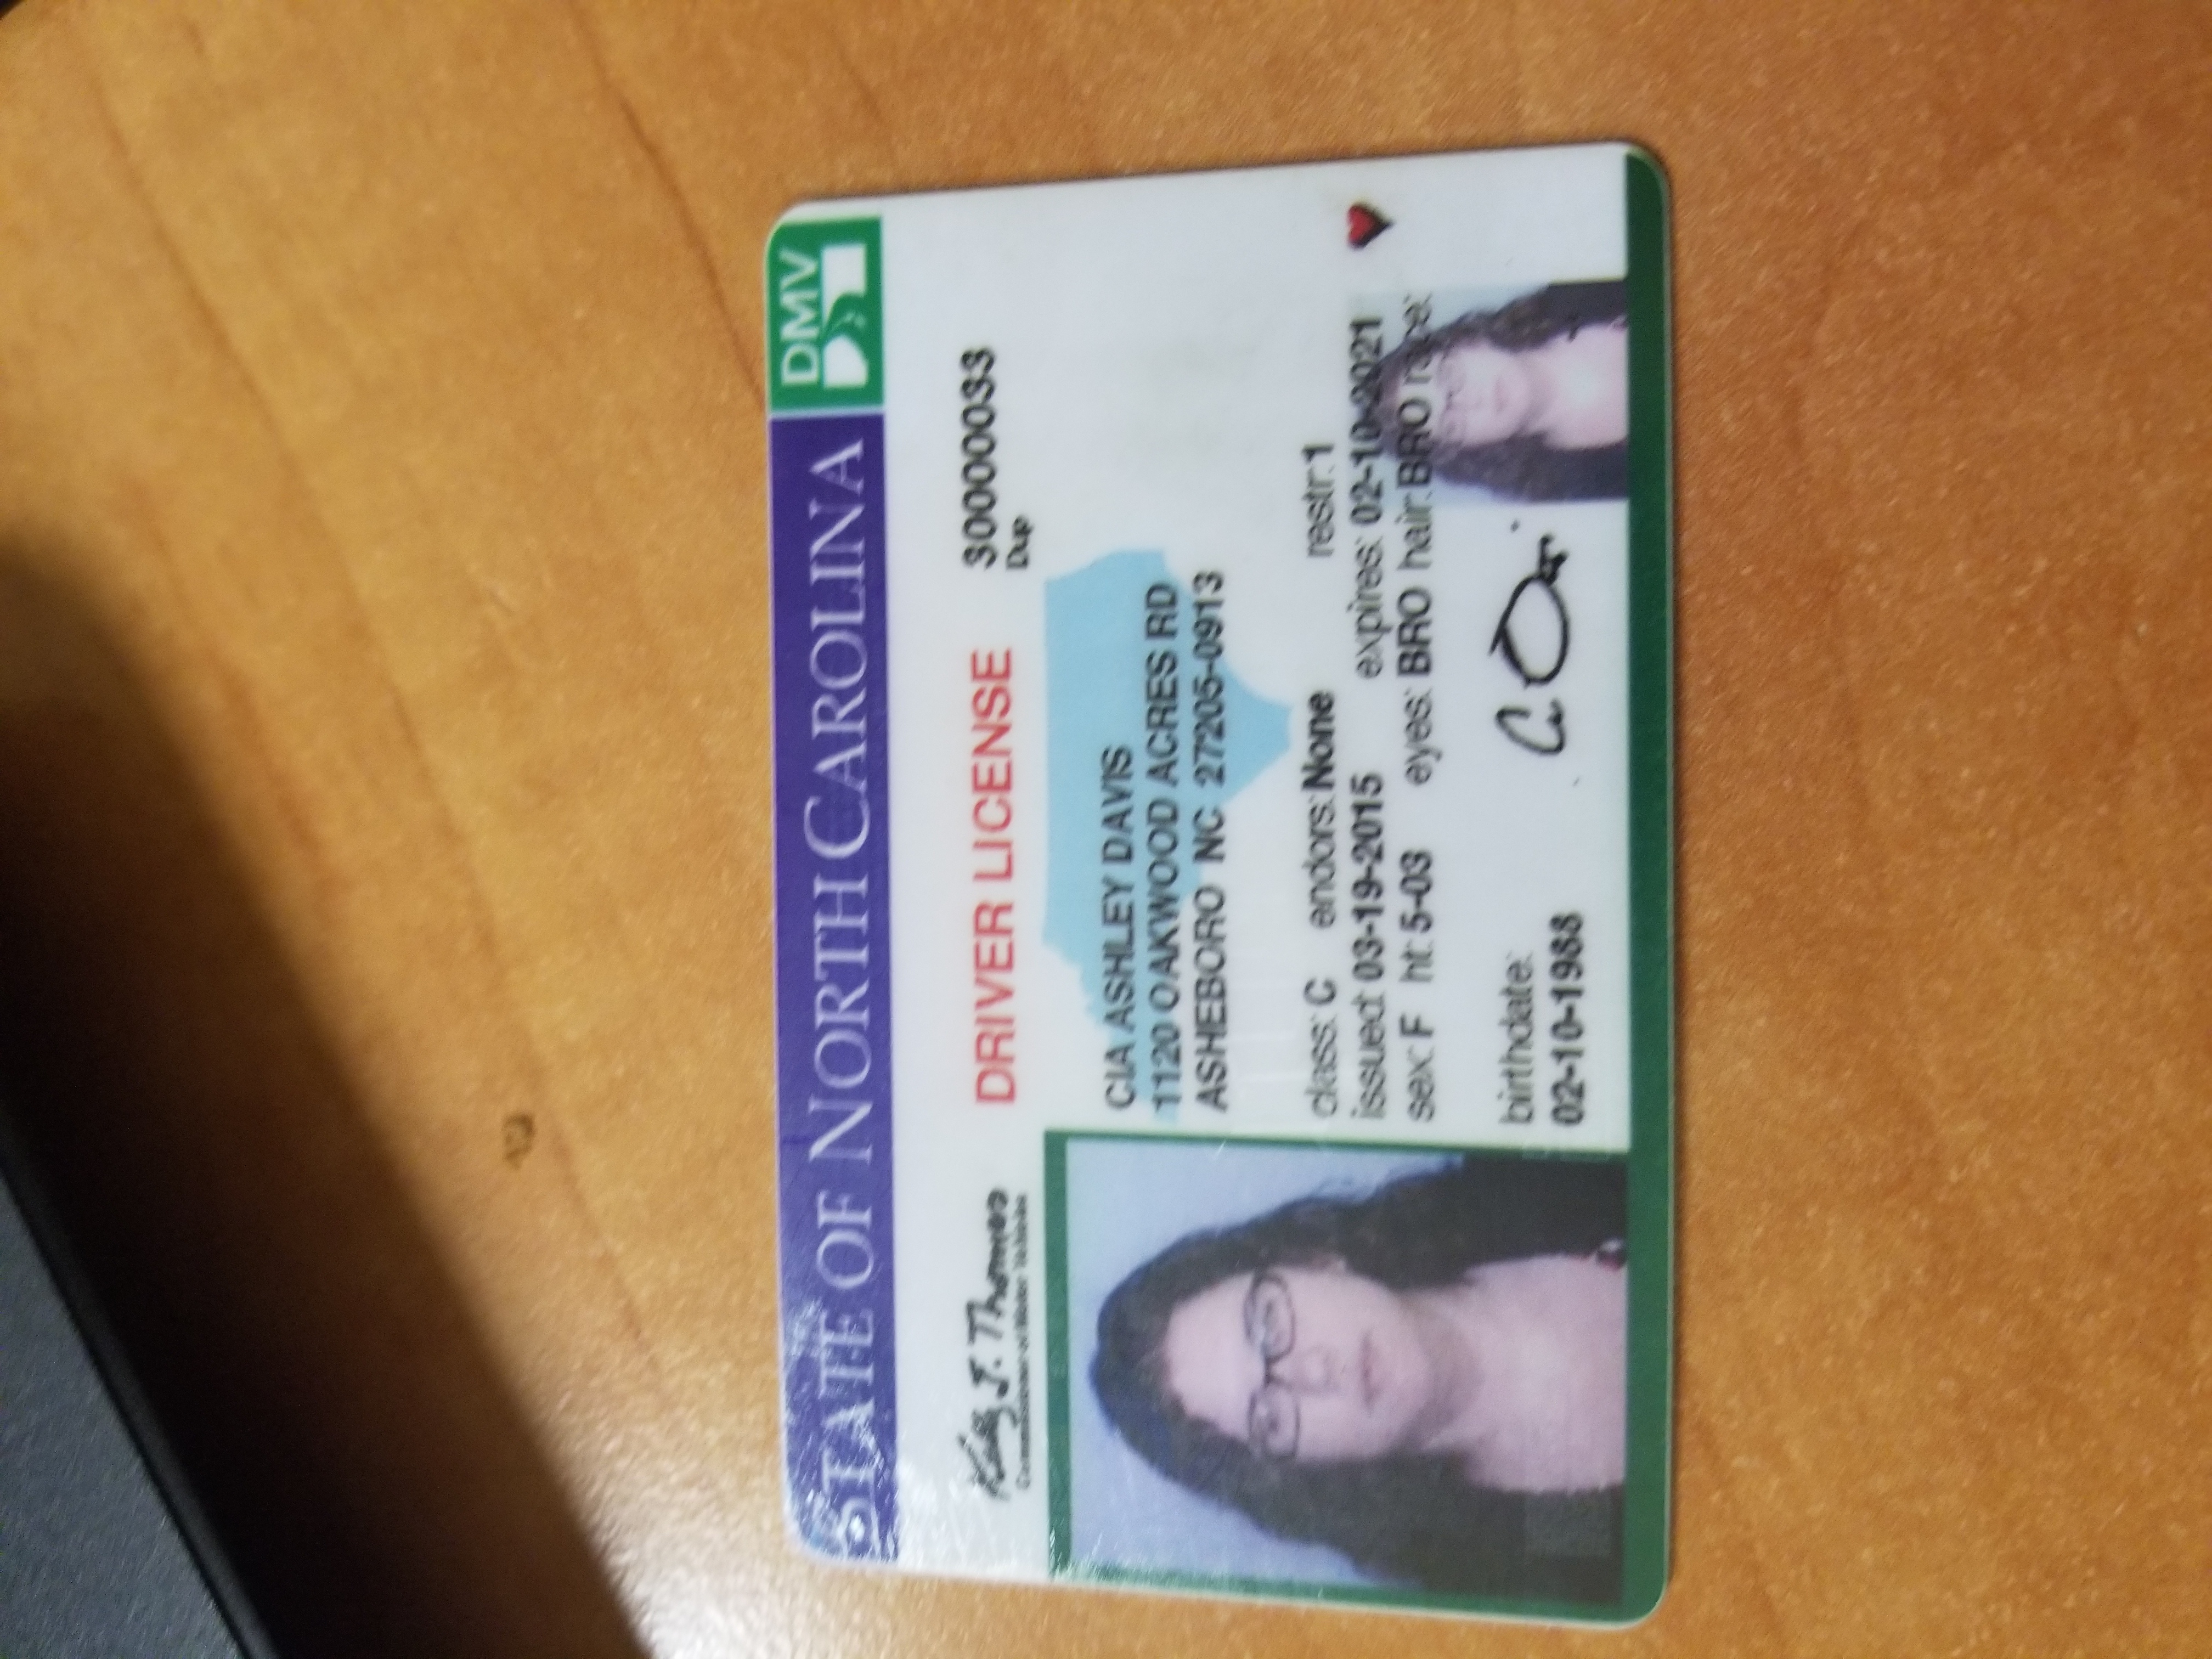 STATE OF NORTH CAROLINA
DMV
Kelly J. Thomas
Commissioner of Motor Vehicles
DRIVER LICENSE
30000033
Dup
CIA ASHLEY DAVIS
1120 OAKWOOD ACRES RD
ASHEBORO NC 27205-0913
class: C endors: None restr: 1
issued: 03-19-2015 expires: 02-10-2021
sex: F ht: 5-03 eyes: BRO hair: BRO race:
birthdate:
02-10-1988